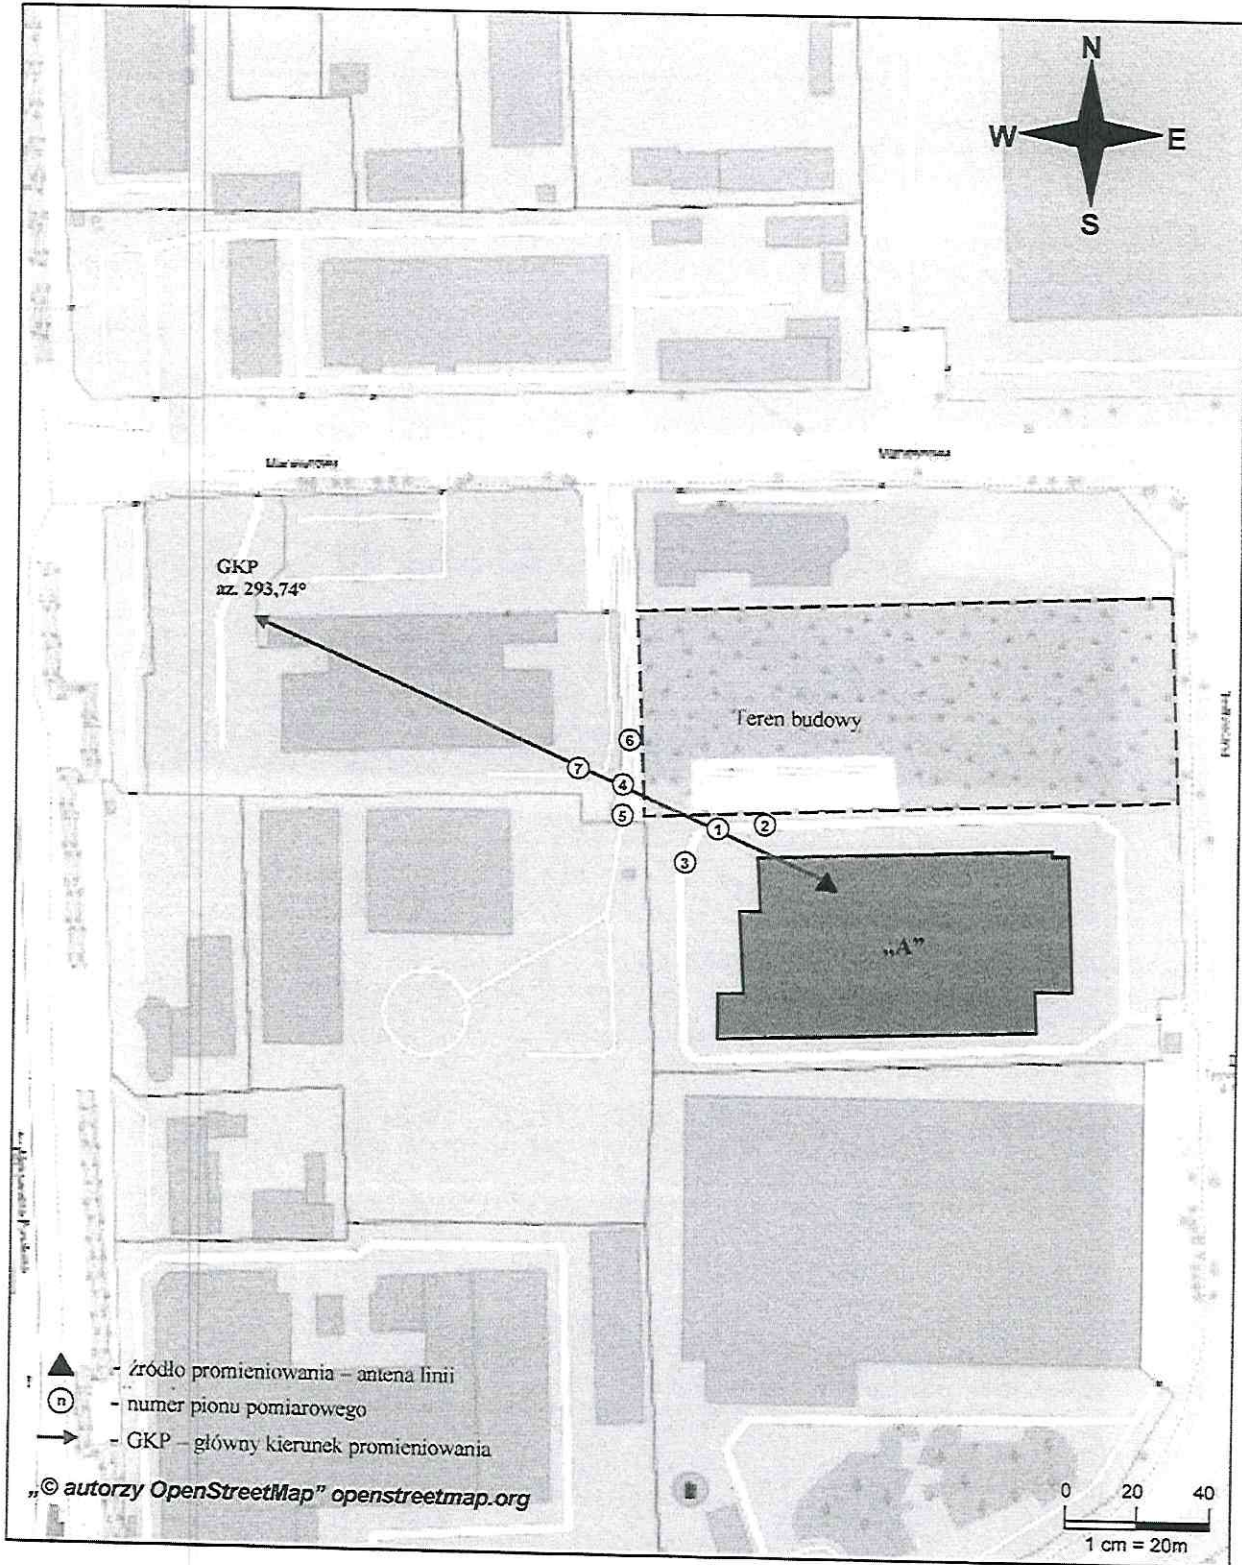 N
W E
S
GKP
az. 293,74°
Teren budowy
6
7
4
5
1
2
3
„A”
- źródło promieniowania – antena linii
n - numer pionu pomiarowego
- GKP – główny kierunek promieniowania
„© autorzy OpenStreetMap” openstreetmap.org
0 20 40
1 cm = 20m